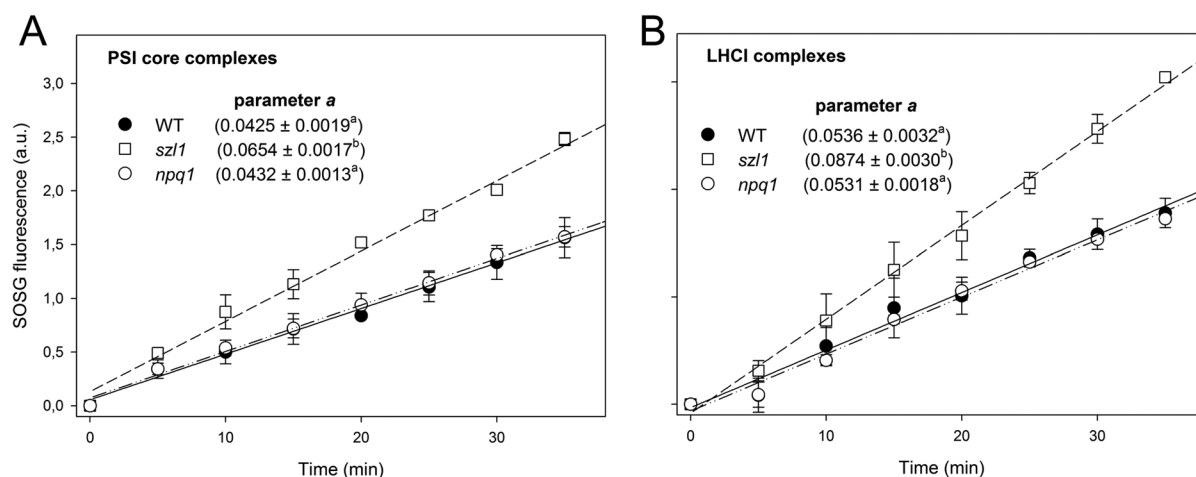 A
PSI core complexes
parameter a
WT (0.0425 ± 0.0019a)
szl1 (0.0654 ± 0.0017b)
npq1 (0.0432 ± 0.0013a)
SOSG fluorescence (a.u.)
3,0
2,5
2,0
1,5
1,0
0,5
0,0
0 10 20 30
Time (min)
B
LHCI complexes
parameter a
WT (0.0536 ± 0.0032a)
szl1 (0.0874 ± 0.0030b)
npq1 (0.0531 ± 0.0018a)
0 10 20 30
Time (min)